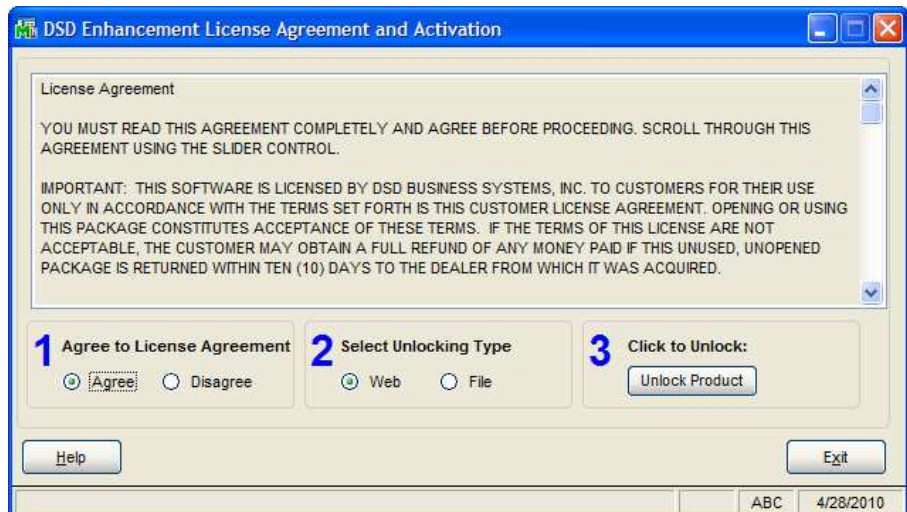 DSD Enhancement License Agreement and Activation
License Agreement
YOU MUST READ THIS AGREEMENT COMPLETELY AND AGREE BEFORE PROCEEDING. SCROLL THROUGH THIS
AGREEMENT USING THE SLIDER CONTROL.
IMPORTANT: THIS SOFTWARE IS LICENSED BY DSD BUSINESS SYSTEMS, INC. TO CUSTOMERS FOR THEIR USE
ONLY IN ACCORDANCE WITH THE TERMS SET FORTH IS THIS CUSTOMER LICENSE AGREEMENT. OPENING OR USING
THIS PACKAGE CONSTITUTES ACCEPTANCE OF THESE TERMS. IF THE TERMS OF THIS LICENSE ARE NOT
ACCEPTABLE, THE CUSTOMER MAY OBTAIN A FULL REFUND OF ANY MONEY PAID IF THIS UNUSED, UNOPENED
PACKAGE IS RETURNED WITHIN TEN (10) DAYS TO THE DEALER FROM WHICH IT WAS ACQUIRED.
1 Agree to License Agreement
Agree Disagree
2 Select Unlocking Type
Web File
3 Click to Unlock:
Unlock Product
Help Exit
ABC 4/28/2010